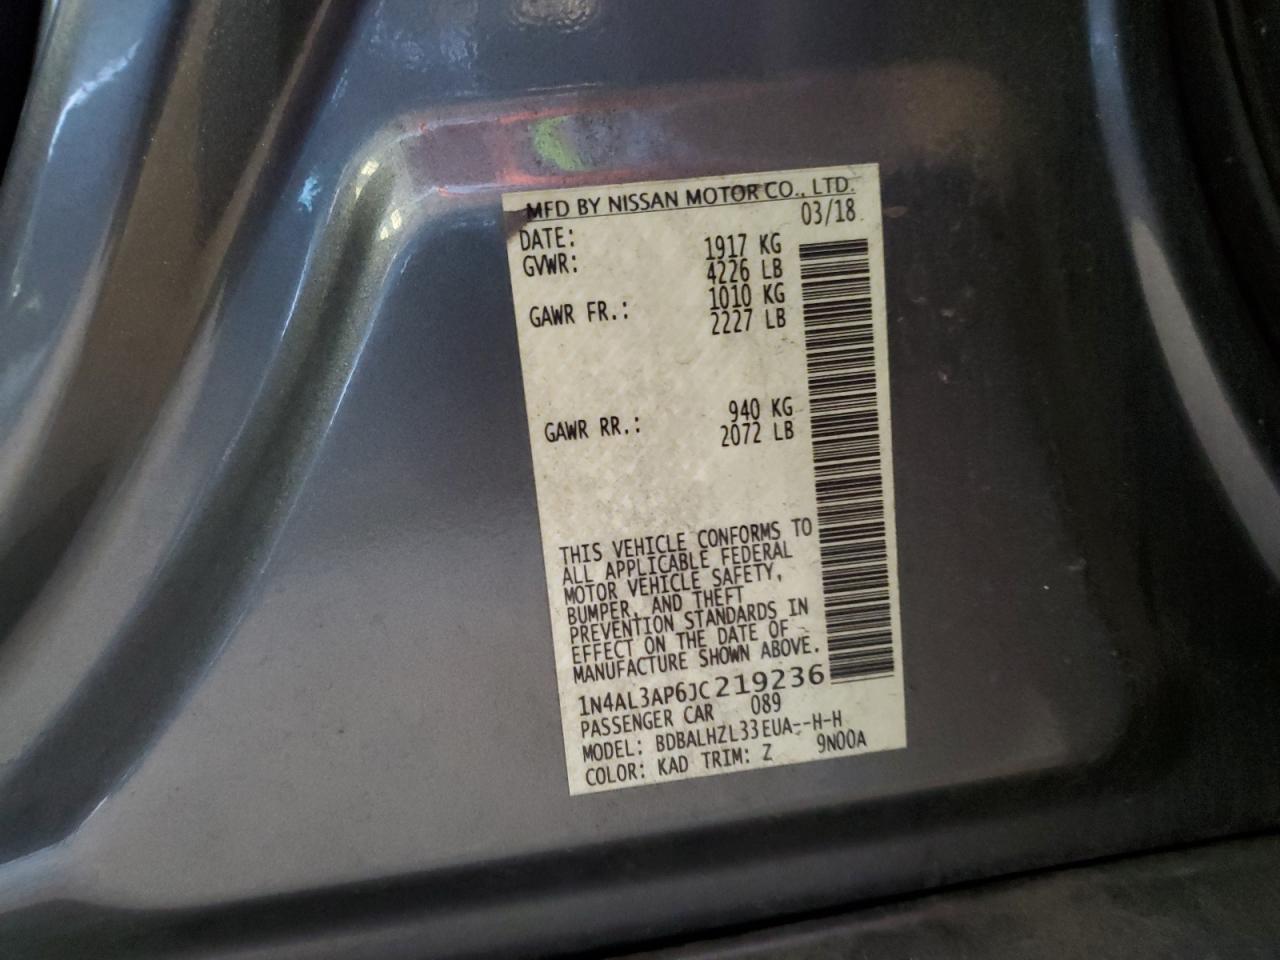 MFD BY NISSAN MOTOR CO., LTD.
DATE: 03/18
GVWR: 1917 KG
4226 LB
GAWR FR.: 1010 KG
2227 LB
GAWR RR.: 940 KG
2072 LB
THIS VEHICLE CONFORMS TO
ALL APPLICABLE FEDERAL
MOTOR VEHICLE SAFETY,
BUMPER, AND THEFT
PREVENTION STANDARDS IN
EFFECT ON THE DATE OF
MANUFACTURE SHOWN ABOVE.
1N4AL3AP6JC219236
PASSENGER CAR 089
MODEL: BDBALHZL33EUA--H-H
COLOR: KAD TRIM: Z 9N00A